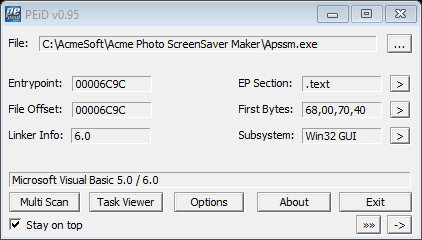 PEiD v0.95
File: C:\AcmeSoft\Acme Photo ScreenSaver Maker\Apssm.exe ...
Entrypoint: 00006C9C EP Section: .text >
File Offset: 00006C9C First Bytes: 68,00,70,40 >
Linker Info: 6.0 Subsystem: Win32 GUI >
Microsoft Visual Basic 5.0 / 6.0
Multi Scan Task Viewer Options About Exit
Stay on top »» ->